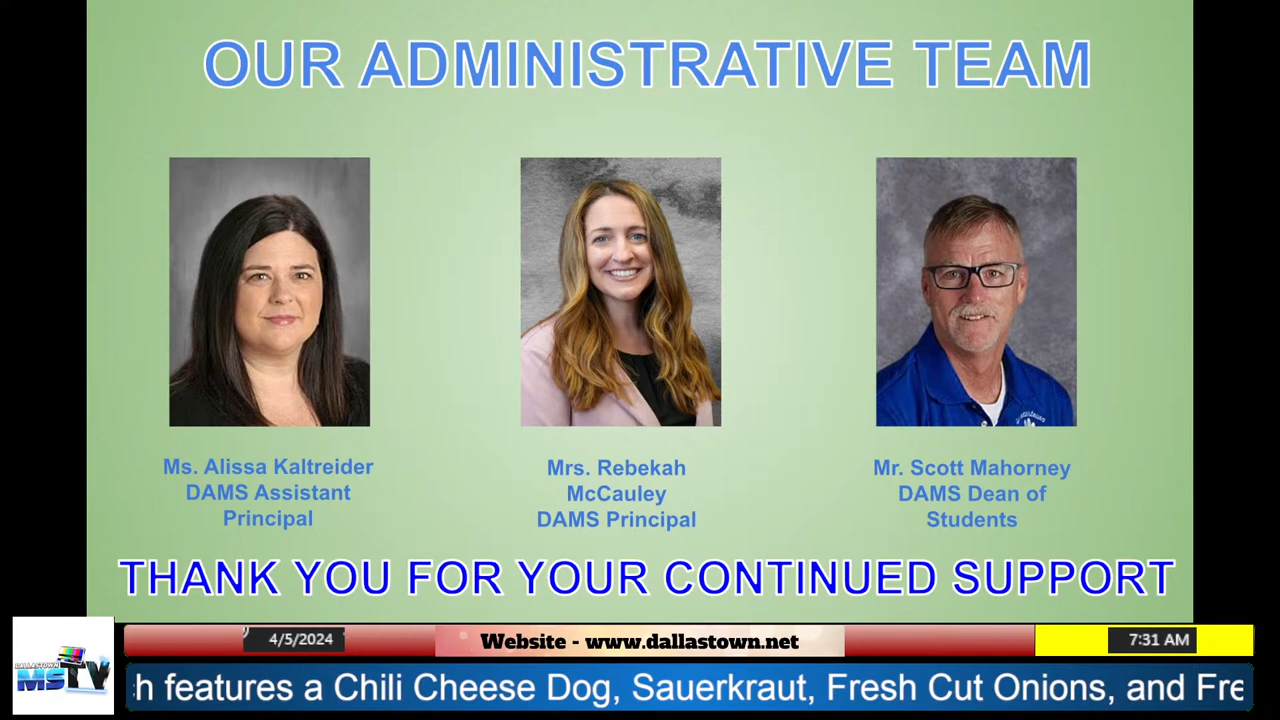 OUR ADMINISTRATIVE TEAM
Ms. Alissa Kaltreider
DAMS Assistant
Principal
Mrs. Rebekah
McCauley
DAMS Principal
Mr. Scott Mahorney
DAMS Dean of
Students
THANK YOU FOR YOUR CONTINUED SUPPORT
DALLASTOWN
MSTV
4/5/2024
Website - www.dallastown.net
7:31 AM
h features a Chili Cheese Dog, Sauerkraut, Fresh Cut Onions, and Fre